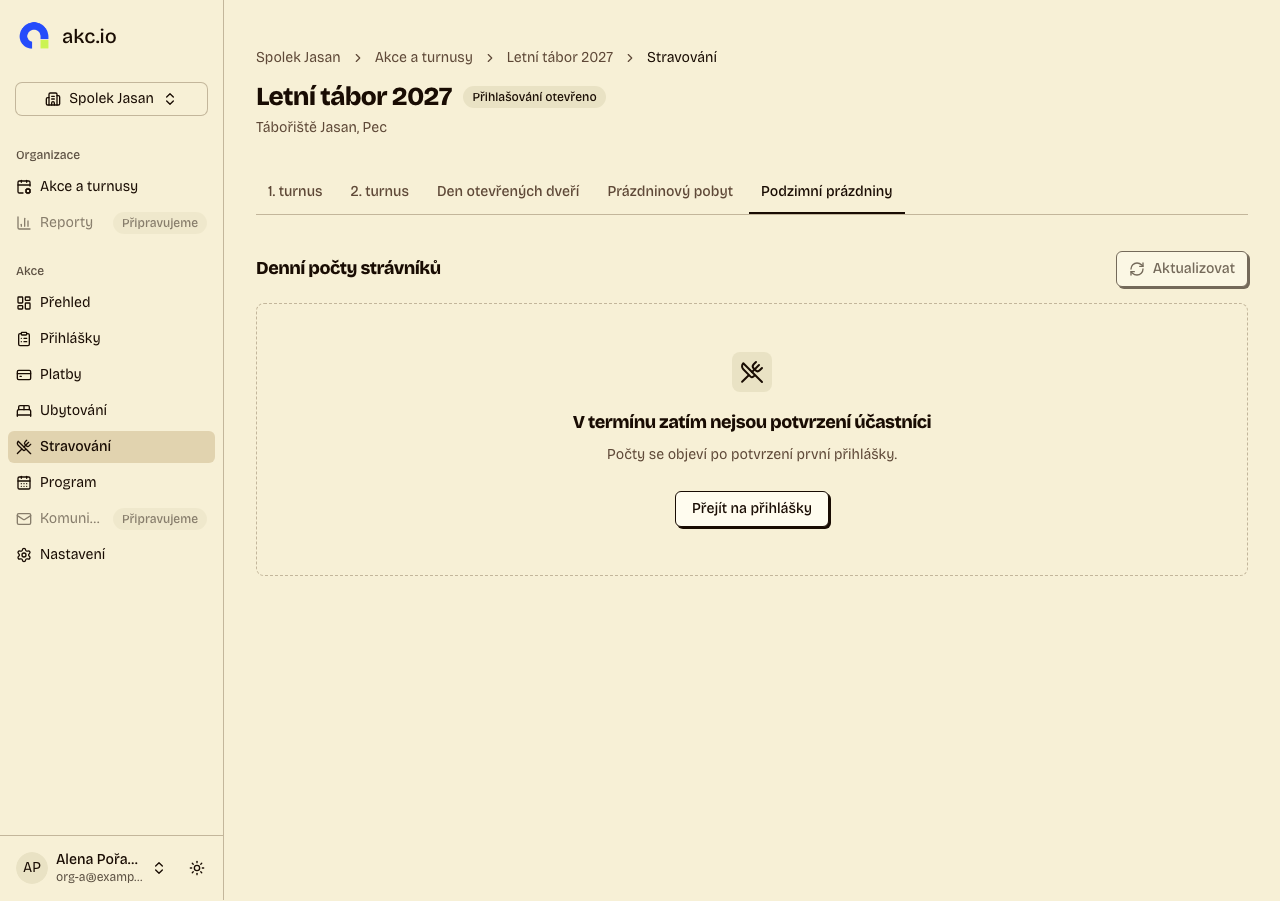 akc.io
Spolek Jasan
Organizace
Akce a turnusy
Reporty Připravujeme
Akce
Přehled
Přihlášky
Platby
Ubytování
Stravování
Program
Komuni... Připravujeme
Nastavení
AP
Alena Pořa...
org-a@examp...
Spolek Jasan > Akce a turnusy > Letní tábor 2027 > Stravování
Letní tábor 2027 Přihlašování otevřeno
Tábořiště Jasan, Pec
1. turnus 2. turnus Den otevřených dveří Prázdninový pobyt Podzimní prázdniny
Denní počty strávníků Aktualizovat
V termínu zatím nejsou potvrzení účastníci
Počty se objeví po potvrzení první přihlášky.
Přejít na přihlášky